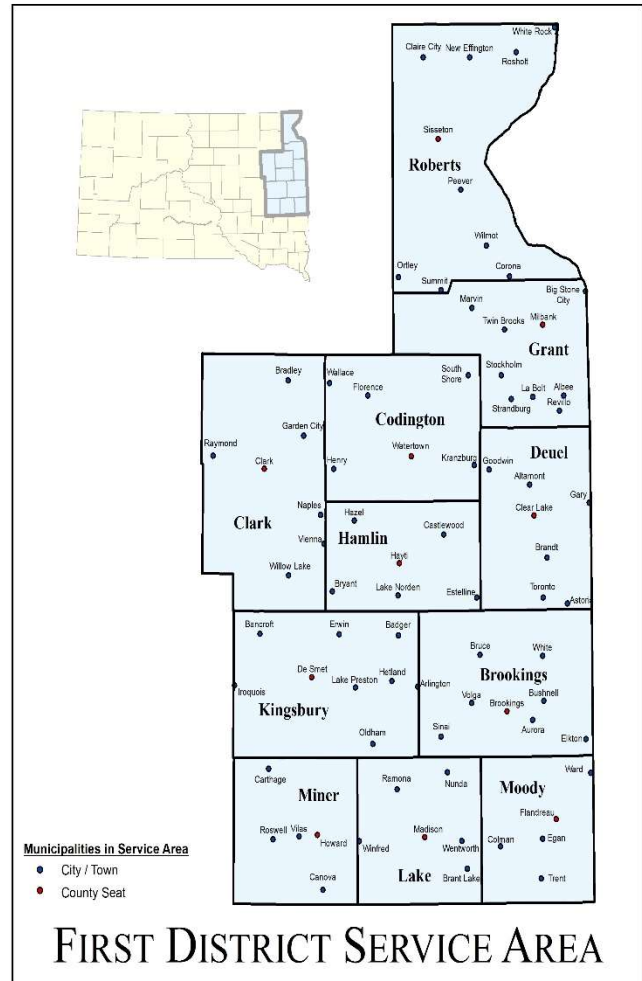 White Rock
Claire City
New Effington
Rosholt
Sisseton
Roberts
Peever
Wilmot
Ortley
Summit
Corona
Big Stone
City
Marvin
Twin Brooks
Milbank
Grant
Stockholm
La Bolt
Albee
Strandburg
Revillo
Bradley
Wallace
Florence
South
Shore
Codington
Garden City
Raymond
Clark
Watertown
Henry
Kranzburg
Deuel
Goodwin
Altamont
Gary
Clear Lake
Naples
Clark
Vienna
Willow Lake
Hazel
Hamlin
Castlewood
Hayti
Bryant
Lake Norden
Estelline
Brandt
Toronto
Astoria
Bancroft
Erwin
Badger
De Smet
Lake Preston
Hetland
Arlington
Iroquois
Kingsbury
Oldham
Bruce
White
Brookings
Volga
Brookings
Bushnell
Aurora
Sinai
Elkton
Carthage
Miner
Roswell
Vilas
Howard
Canova
Ramona
Nunda
Madison
Winfred
Wentworth
Lake
Brant Lake
Moody
Ward
Flandreau
Colman
Egan
Trent
Municipalities in Service Area
City / Town
County Seat
FIRST DISTRICT SERVICE AREA